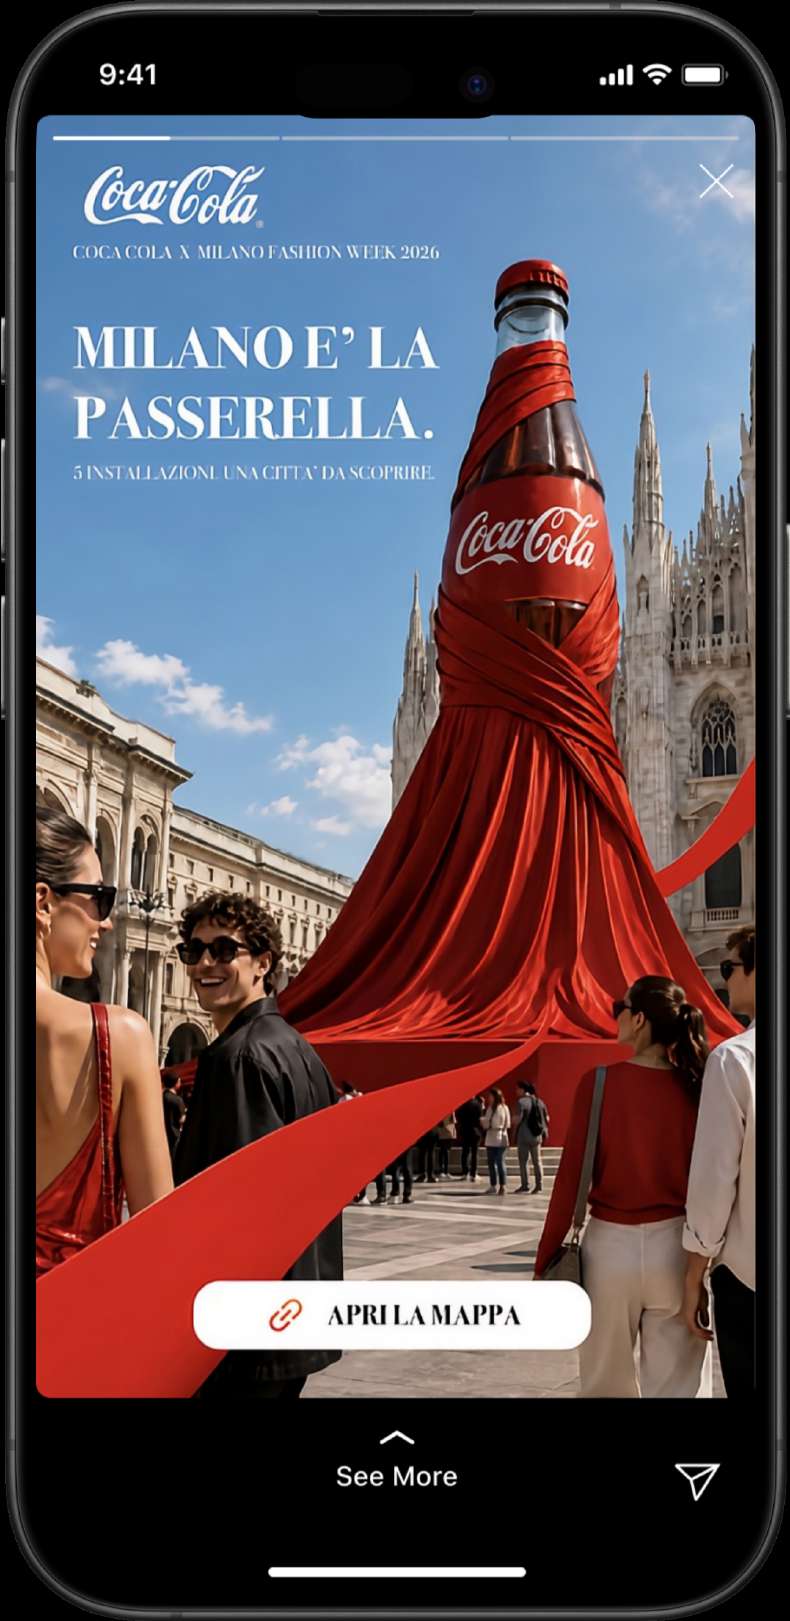 9:41
Coca-Cola
COCA COLA X MILANO FASHION WEEK 2026
MILANO E’ LA
PASSERELLA.
5 INSTALLAZIONI. UNA CITTA’ DA SCOPRIRE.
Coca-Cola
APRI LA MAPPA
See More